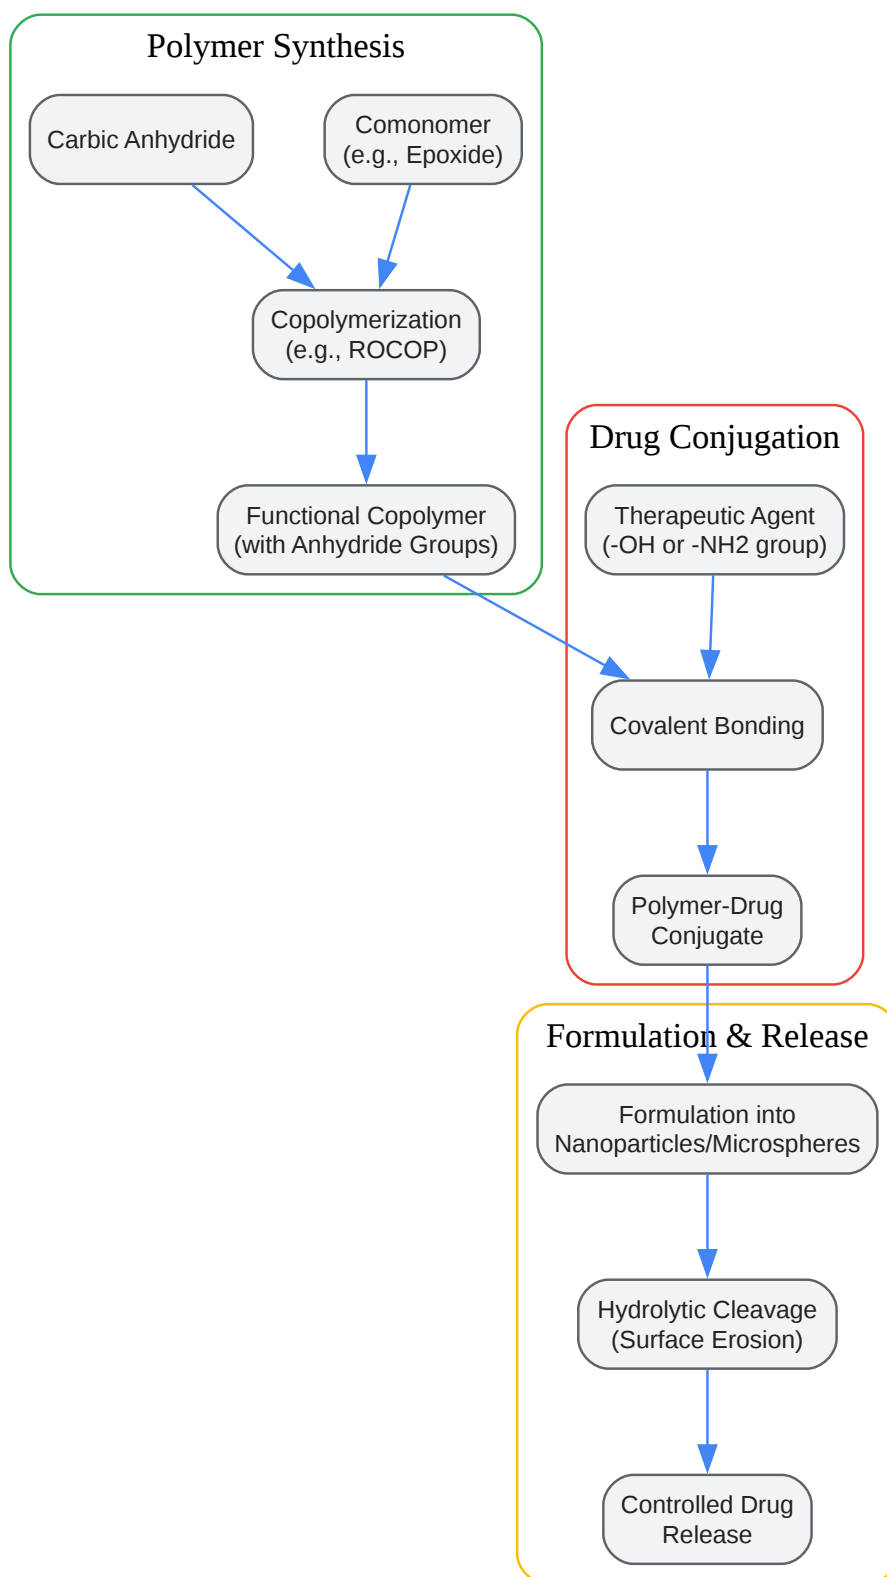 Polymer Synthesis
Carbic Anhydride
Comonomer
(e.g., Epoxide)
Copolymerization
(e.g., ROCOP)
Functional Copolymer
(with Anhydride Groups)
Drug Conjugation
Therapeutic Agent
(-OH or -NH2 group)
Covalent Bonding
Polymer-Drug
Conjugate
Formulation & Release
Formulation into
Nanoparticles/Microspheres
Hydrolytic Cleavage
(Surface Erosion)
Controlled Drug
Release